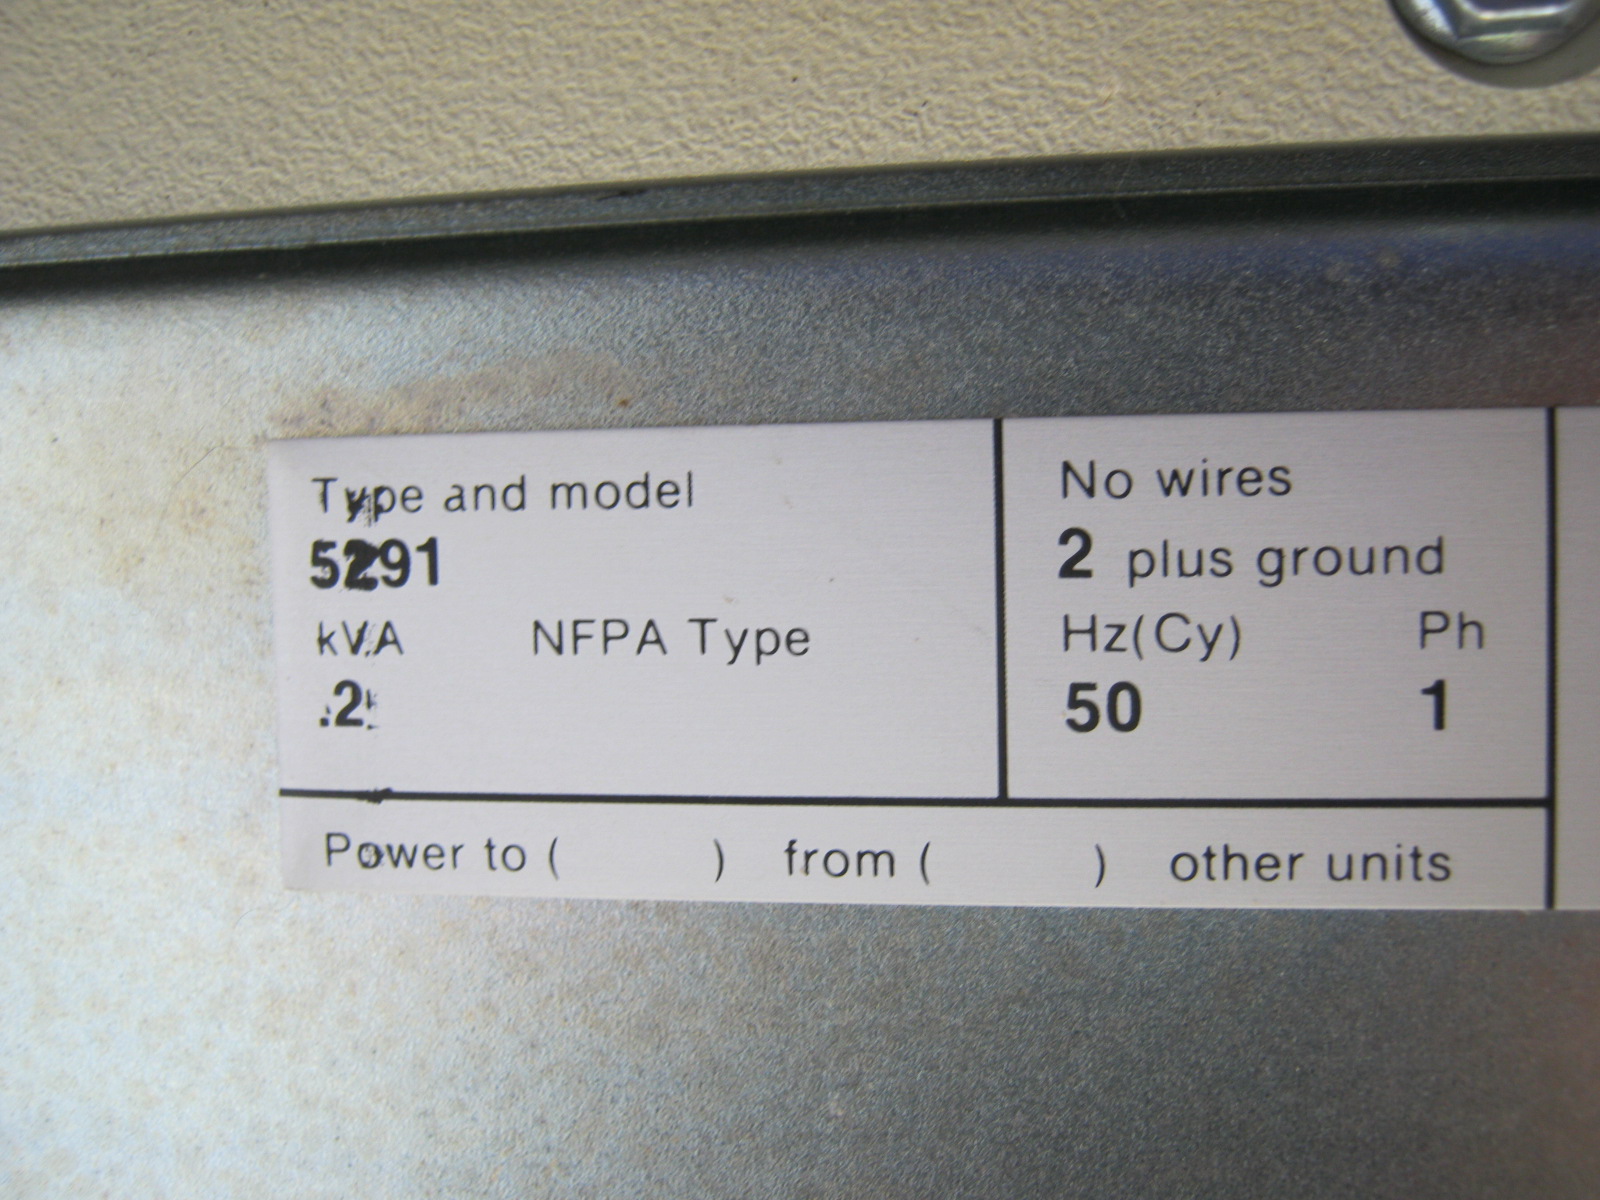 Type and model
5291
kVA NFPA Type
.2
No wires
2 plus ground
Hz(Cy) Ph
50 1
Power to ( ) from ( ) other units